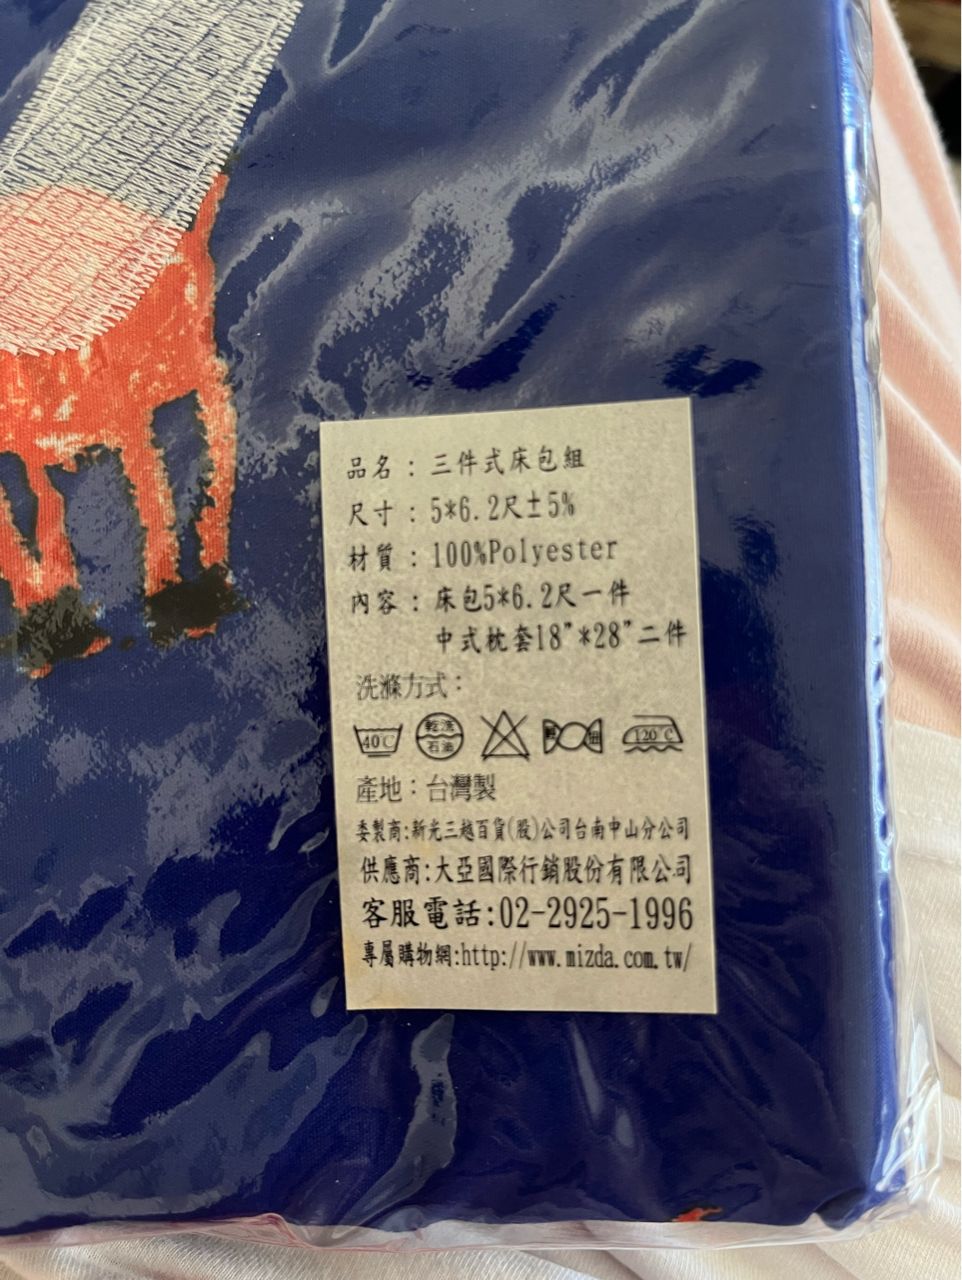 品名：三件式床包組
尺寸：5*6.2尺±5%
材質：100%Polyester
內容：床包5*6.2尺一件
中式枕套18”*28”二件
洗滌方式：
40℃ 乾洗 石油 120℃
產地：台灣製
委製商:新光三越百貨(股)公司台南中山分公司
供應商:大亞國際行銷股份有限公司
客服電話:02-2925-1996
專屬購物網:http://www.mizda.com.tw/